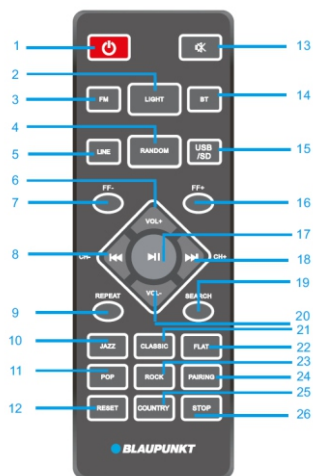 1
13
2
3
FM
LIGHT
BT
14
4
5
LINE
RANDOM
USB
/SD
15
6
FF-
FF+
7
16
VOL+
17
8
CH-
CH+
18
VOL-
19
REPEAT
SEARCH
9
20
21
10
JAZZ
CLASSIC
FLAT
22
23
11
POP
ROCK
PAIRING
24
25
12
RESET
COUNTRY
STOP
26
BLAUPUNKT